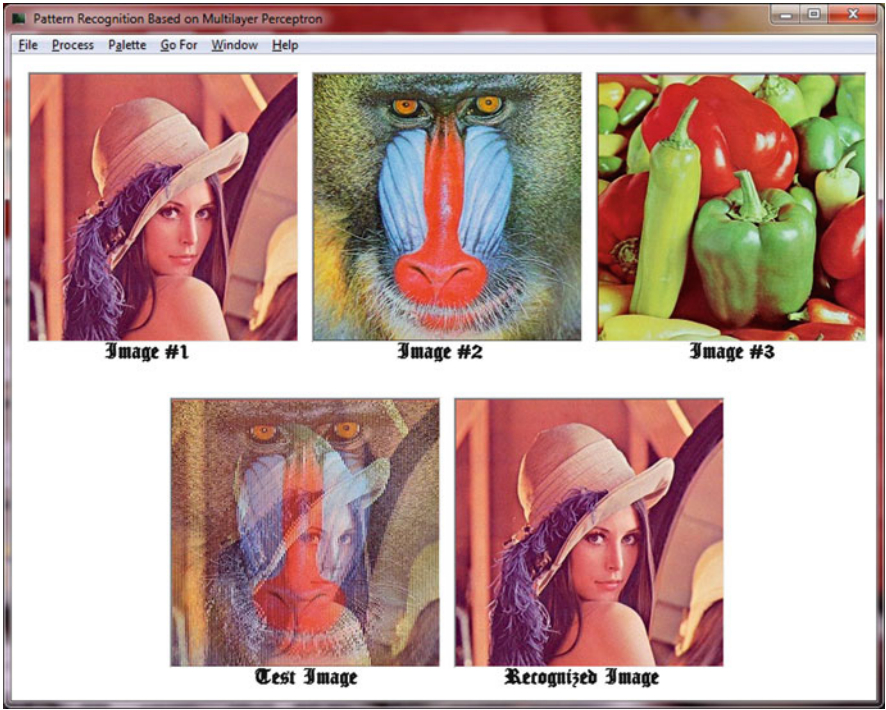 Pattern Recognition Based on Multilayer Perceptron
File Process Palette Go For Window Help
Image #1
Image #2
Image #3
Test Image
Recognized Image